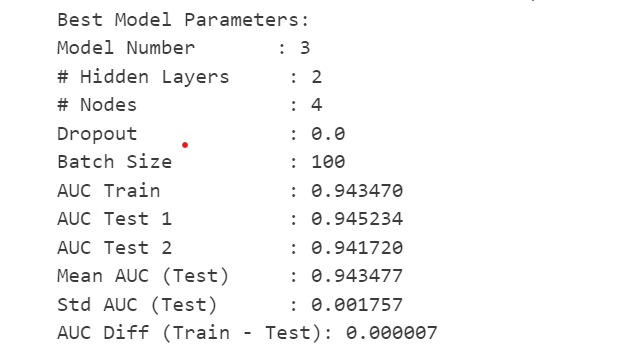 Best Model Parameters:
Model Number       : 3
# Hidden Layers     : 2
# Nodes             : 4
Dropout             : 0.0
Batch Size          : 100
AUC Train           : 0.943470
AUC Test 1          : 0.945234
AUC Test 2          : 0.941720
Mean AUC (Test)     : 0.943477
Std AUC (Test)      : 0.001757
AUC Diff (Train - Test): 0.000007